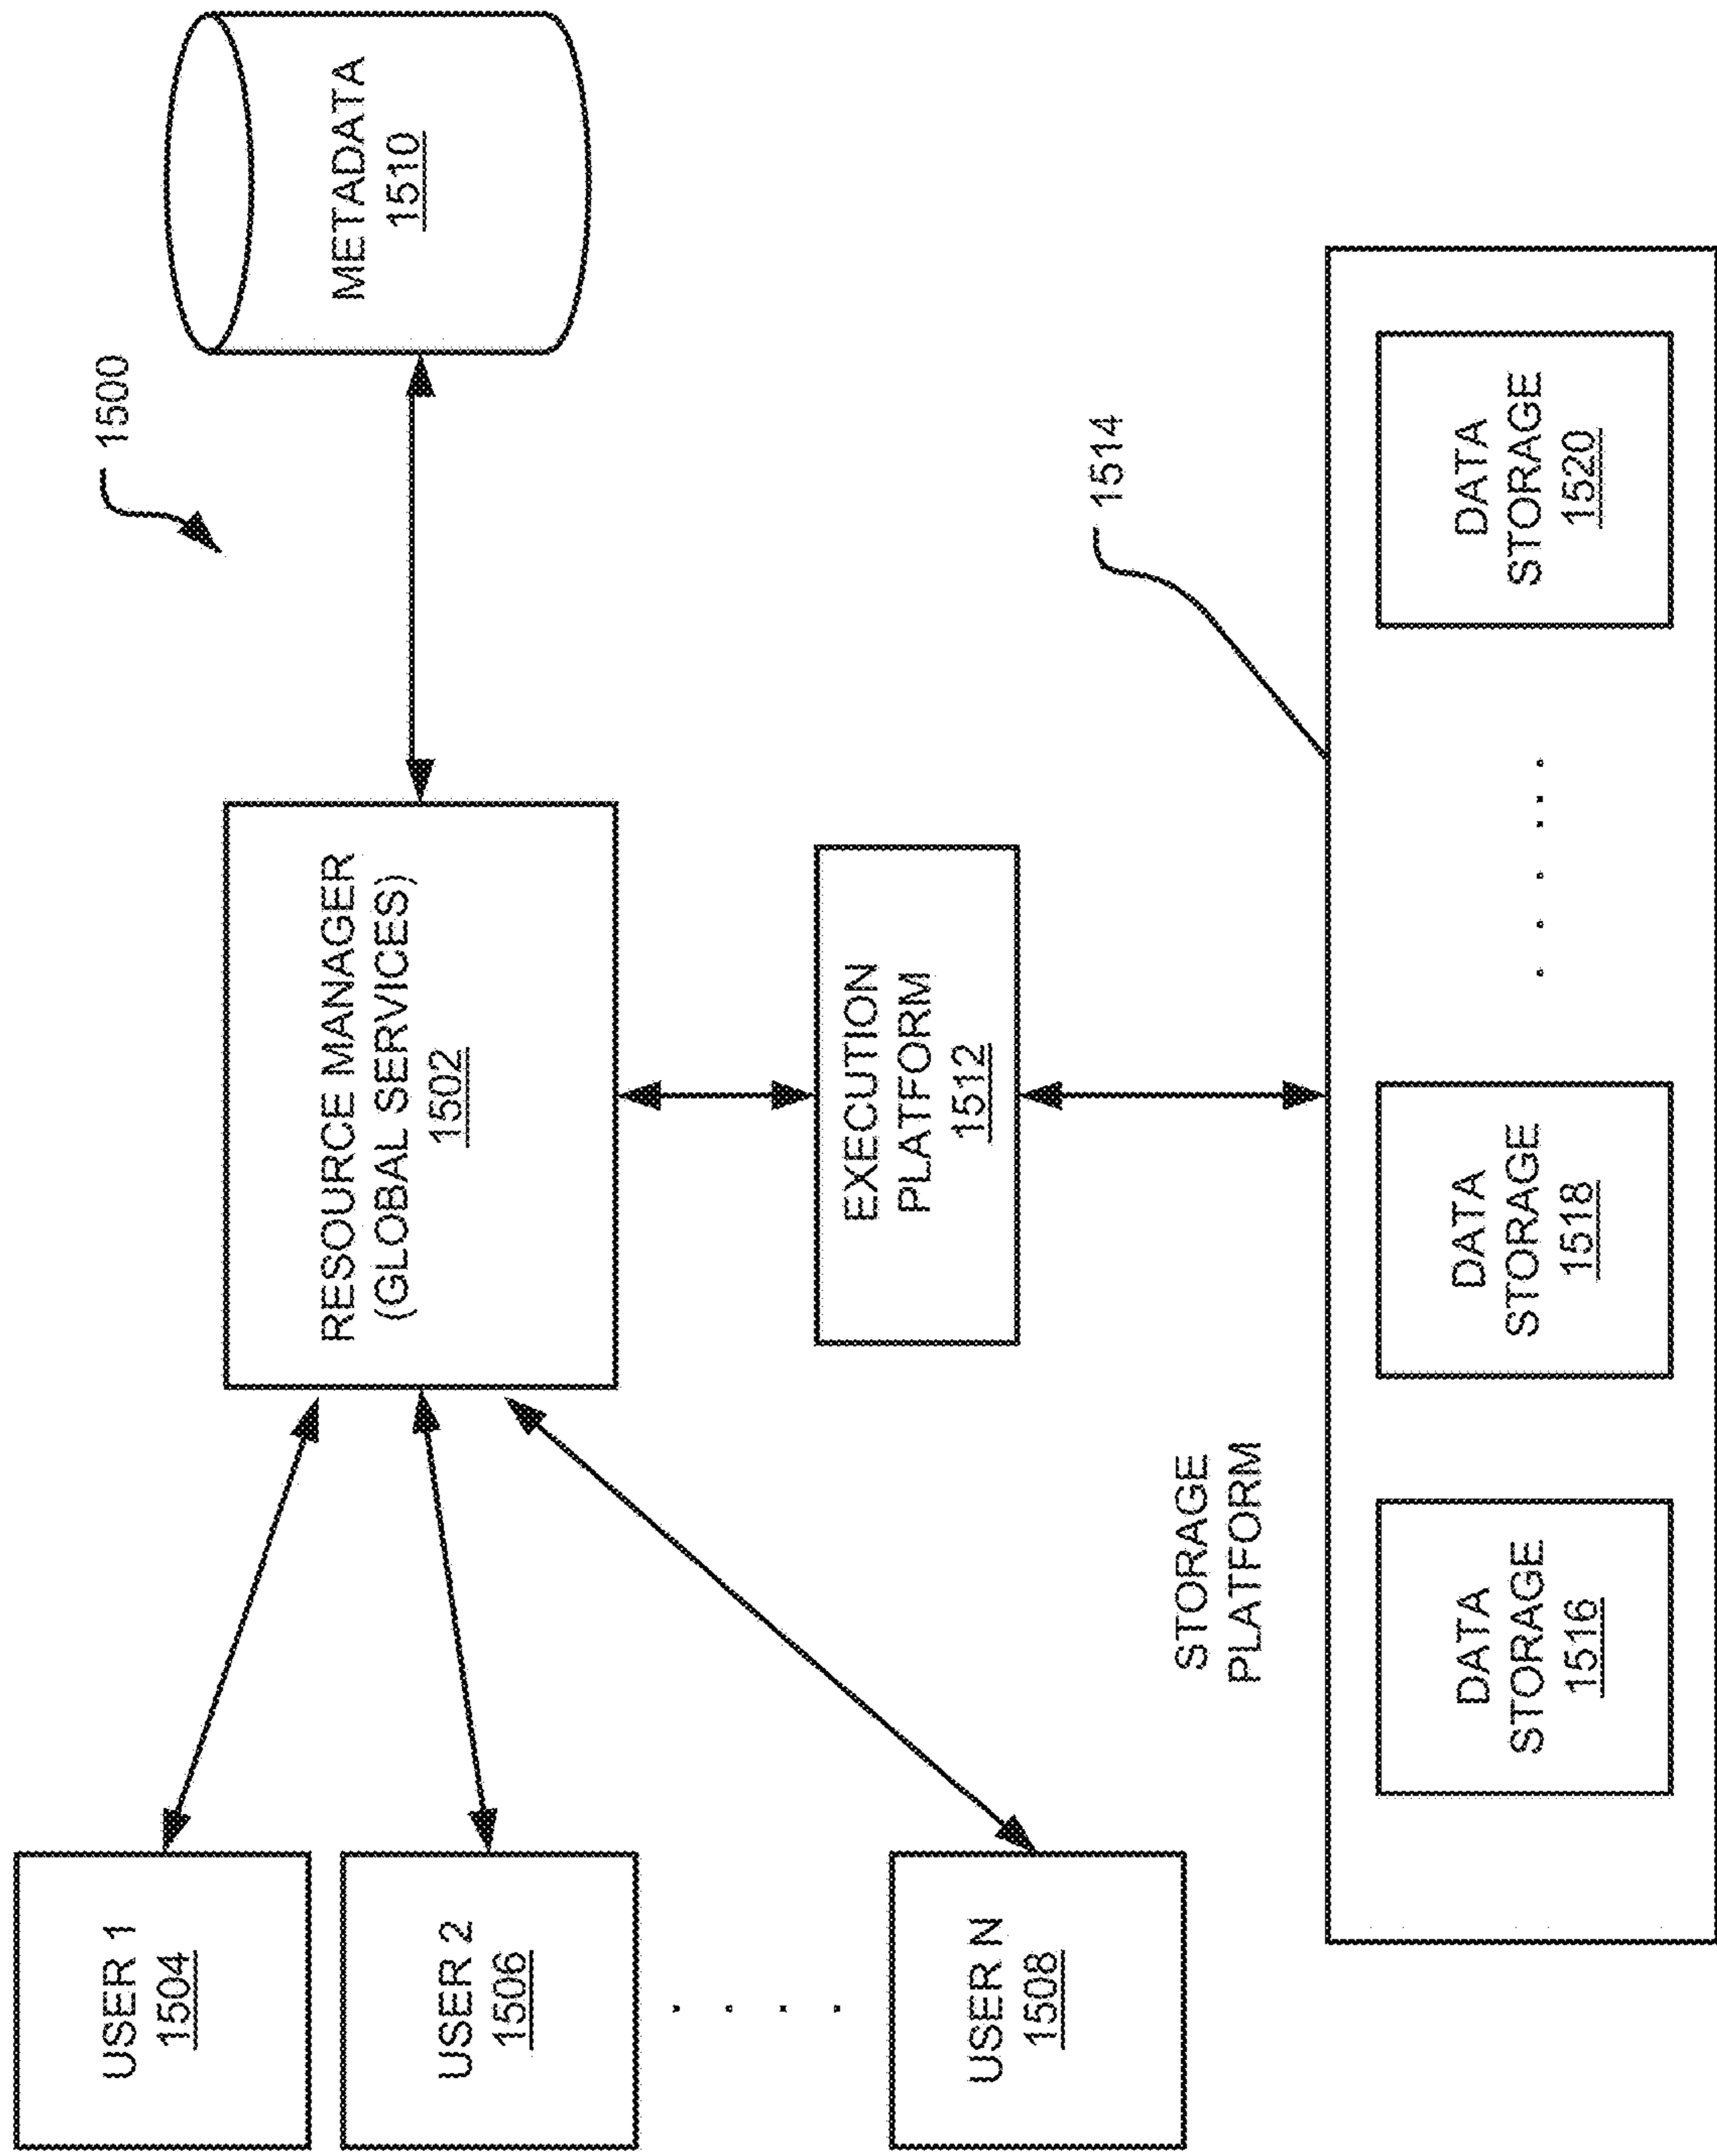 1500
USER 1
1504
USER 2
1506
USER N
1508
RESOURCE MANAGER
(GLOBAL SERVICES)
1502
METADATA
1510
EXECUTION
PLATFORM
1512
STORAGE
PLATFORM
1514
DATA
STORAGE
1516
DATA
STORAGE
1518
DATA
STORAGE
1520